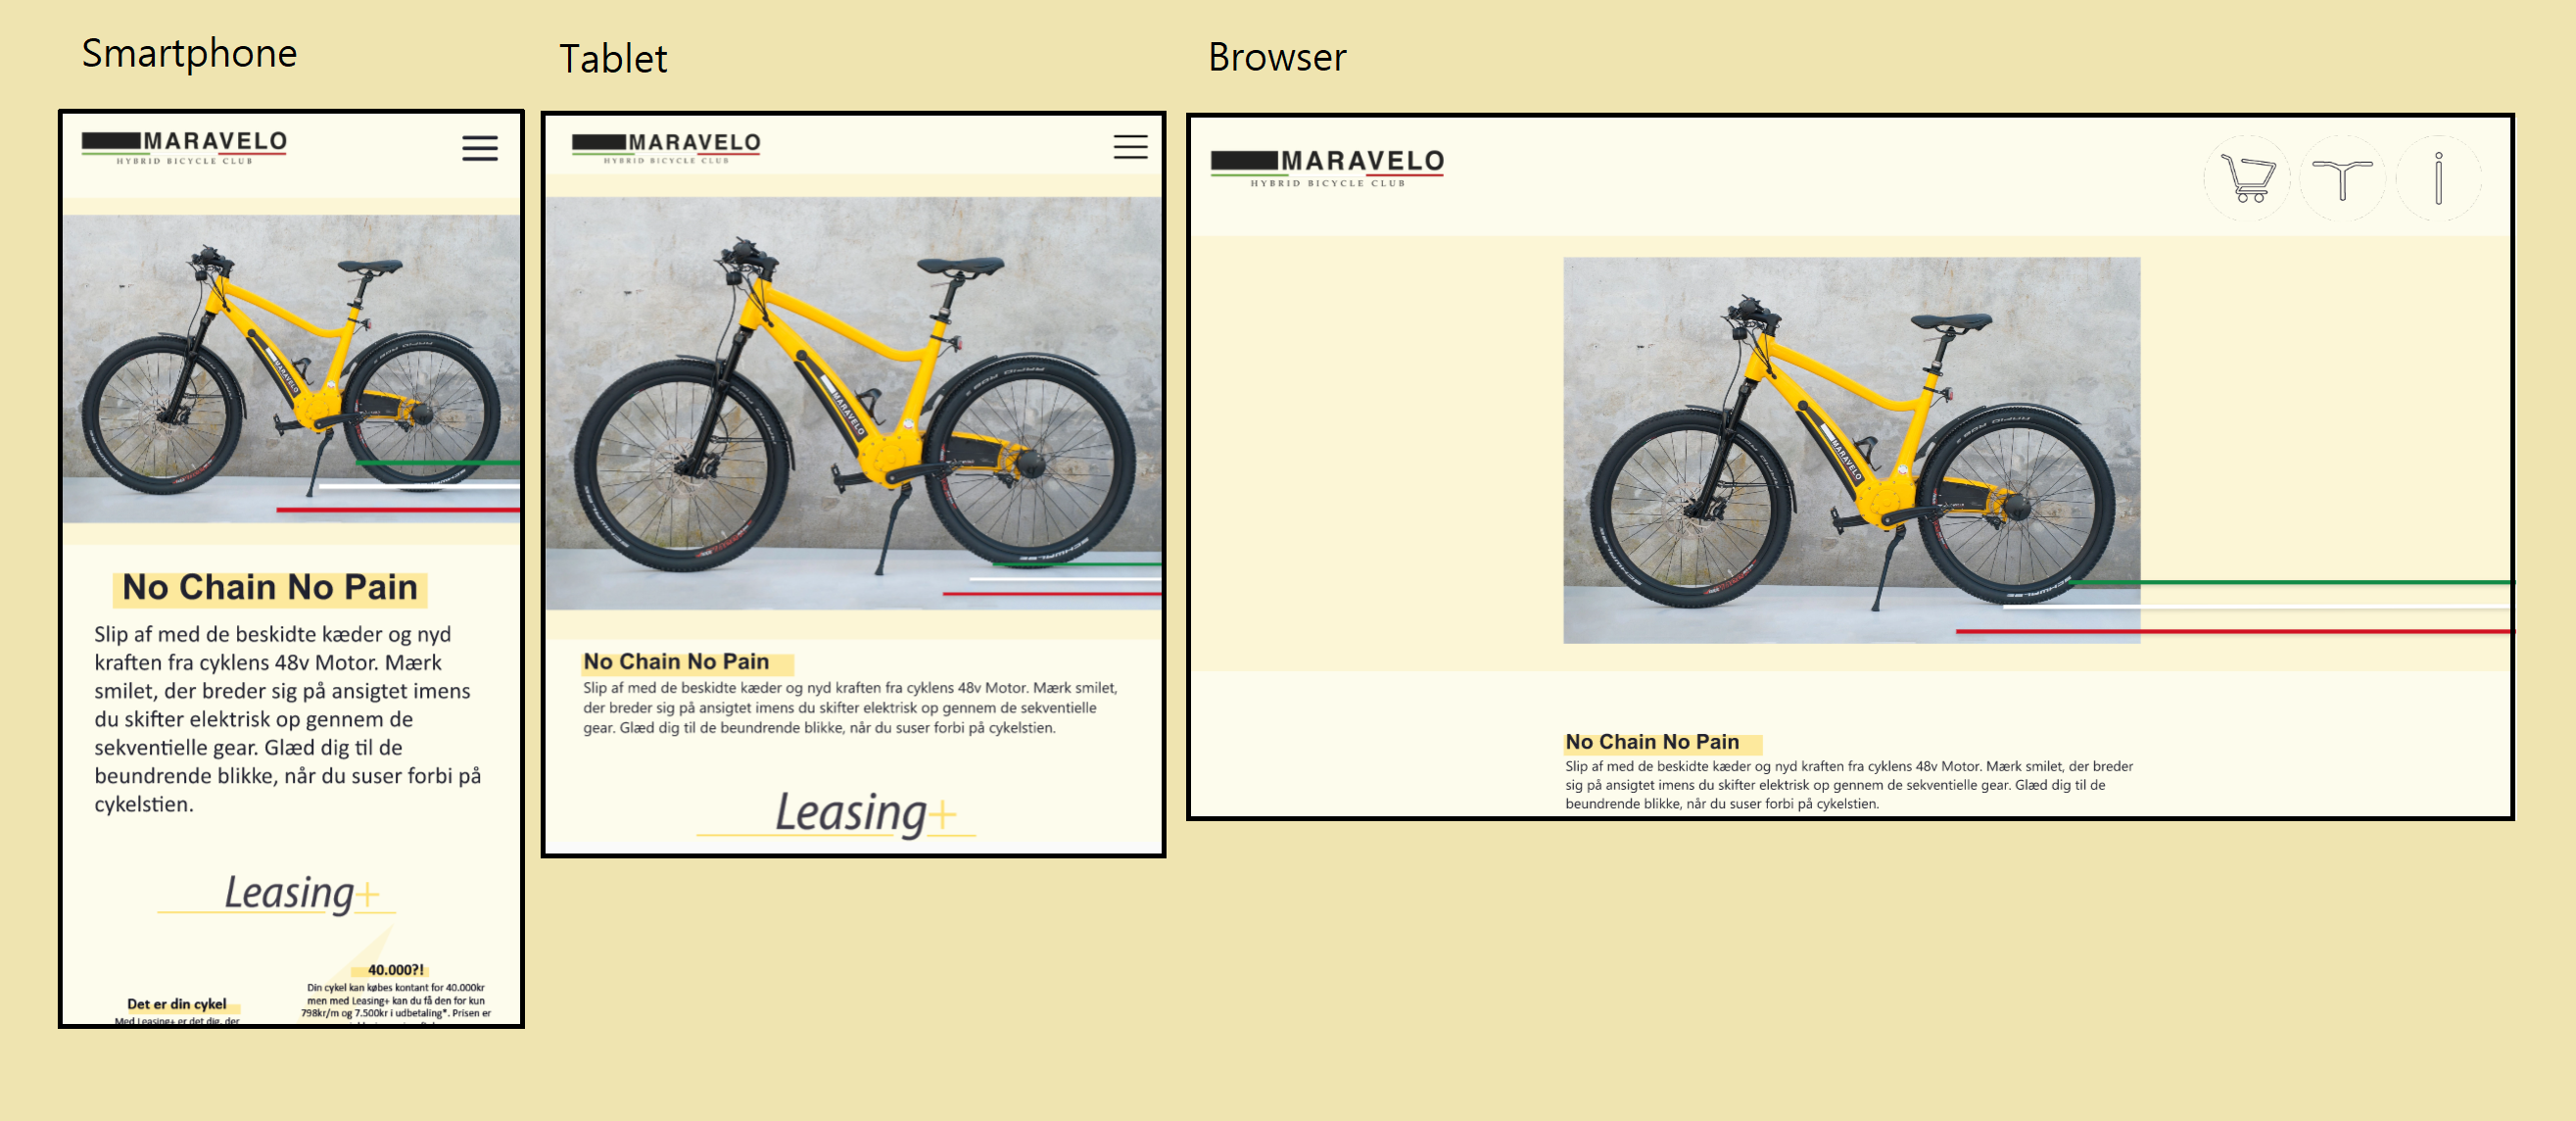 Smartphone
Tablet
Browser
MARAVELO
HYBRID BICYCLE CLUB
MARAVELO
No Chain No Pain
Slip af med de beskidte kæder og nyd
kraften fra cyklens 48v Motor. Mærk
smilet, der breder sig på ansigtet imens
du skifter elektrisk op gennem de
sekventielle gear. Glæd dig til de
beundrende blikke, når du suser forbi på
cykelstien.
Leasing+
40.000?!
Din cykel kan købes kontant for 40.000kr
men med Leasing+ kan du få den for kun
798kr/m og 7.500kr i udbetaling*. Prisen er
Det er din cykel
Med Leasing+ er det dig, der
MARAVELO
HYBRID BICYCLE CLUB
MARAVELO
No Chain No Pain
Slip af med de beskidte kæder og nyd kraften fra cyklens 48v Motor. Mærk smilet,
der breder sig på ansigtet imens du skifter elektrisk op gennem de sekventielle
gear. Glæd dig til de beundrende blikke, når du suser forbi på cykelstien.
Leasing+
MARAVELO
HYBRID BICYCLE CLUB
MARAVELO
No Chain No Pain
Slip af med de beskidte kæder og nyd kraften fra cyklens 48v Motor. Mærk smilet, der breder
sig på ansigtet imens du skifter elektrisk op gennem de sekventielle gear. Glæd dig til de
beundrende blikke, når du suser forbi på cykelstien.